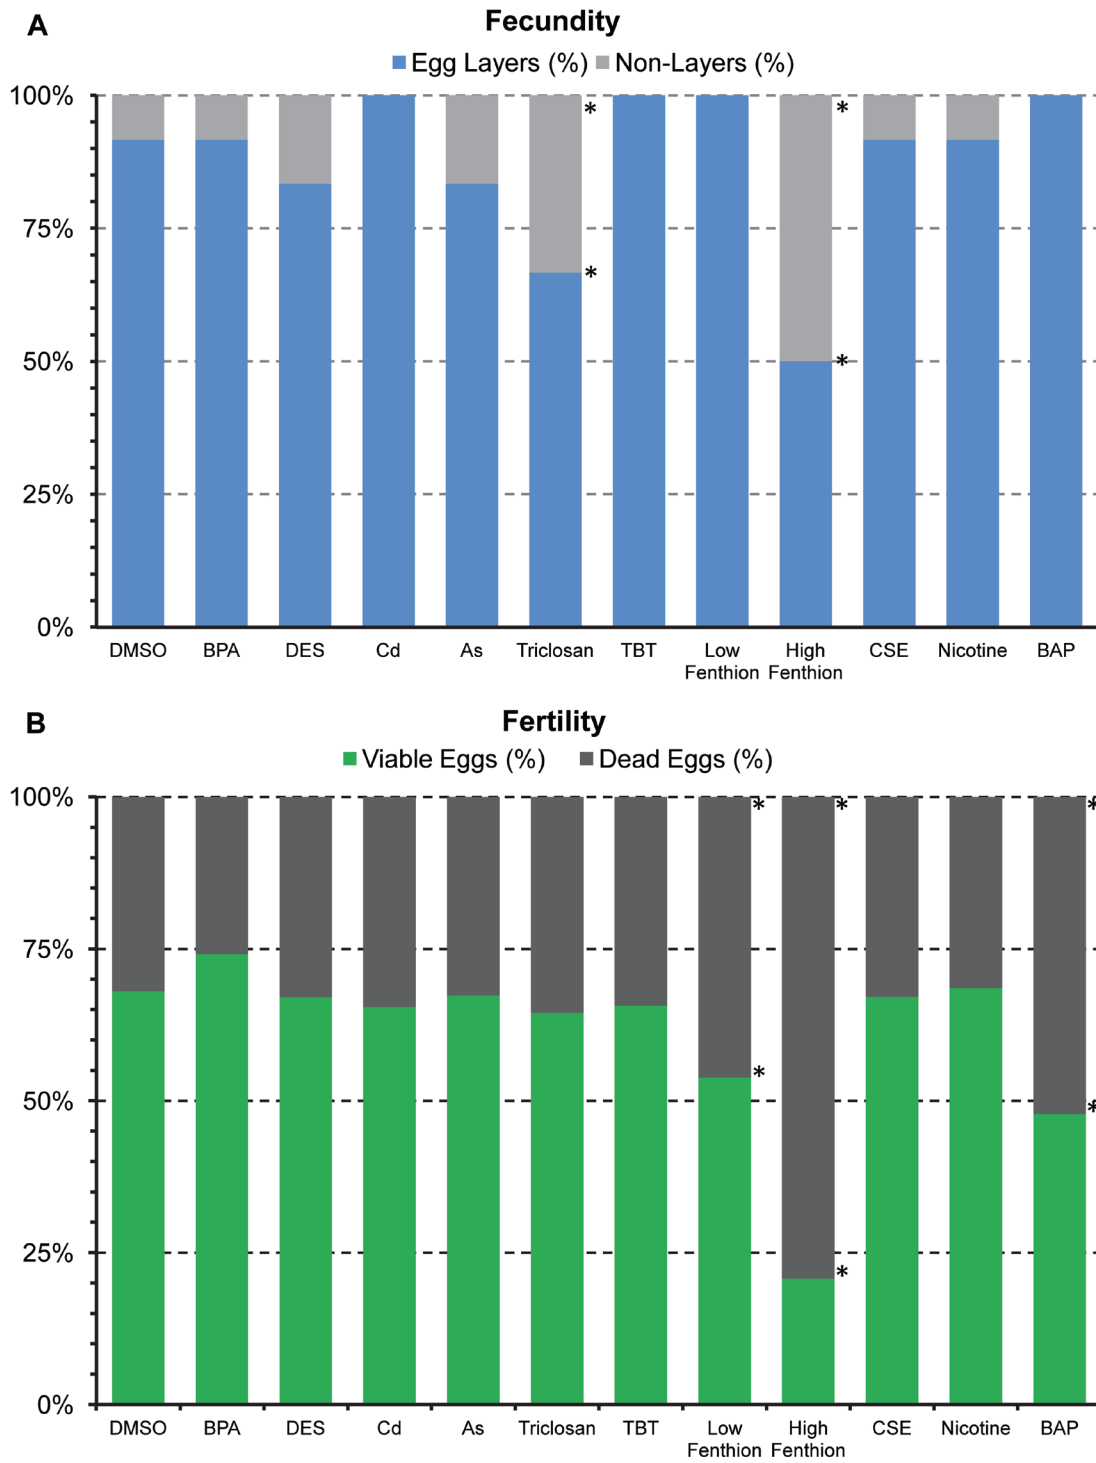 A
Fecundity
Egg Layers (%) Non-Layers (%)
100% * *
75%
*
50% *
25%
0%
DMSO BPA DES Cd As Triclosan TBT Low Fenthion High Fenthion CSE Nicotine BAP
B
Fertility
Viable Eggs (%) Dead Eggs (%)
100% * * *
75%
*
50% *
25%
*
0%
DMSO BPA DES Cd As Triclosan TBT Low Fenthion High Fenthion CSE Nicotine BAP